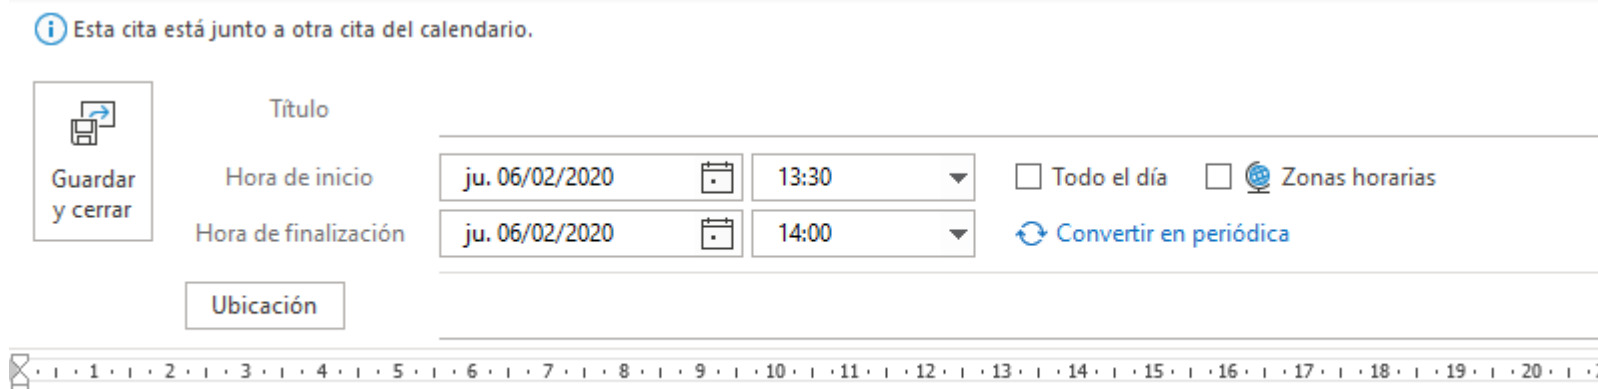 Esta cita está junto a otra cita del calendario.
Título
Guardar
y cerrar
Hora de inicio ju. 06/02/2020 13:30 Todo el día Zonas horarias
Hora de finalización ju. 06/02/2020 14:00 Convertir en periódica
Ubicación
1 2 3 4 5 6 7 8 9 10 11 12 13 14 15 16 17 18 19 20